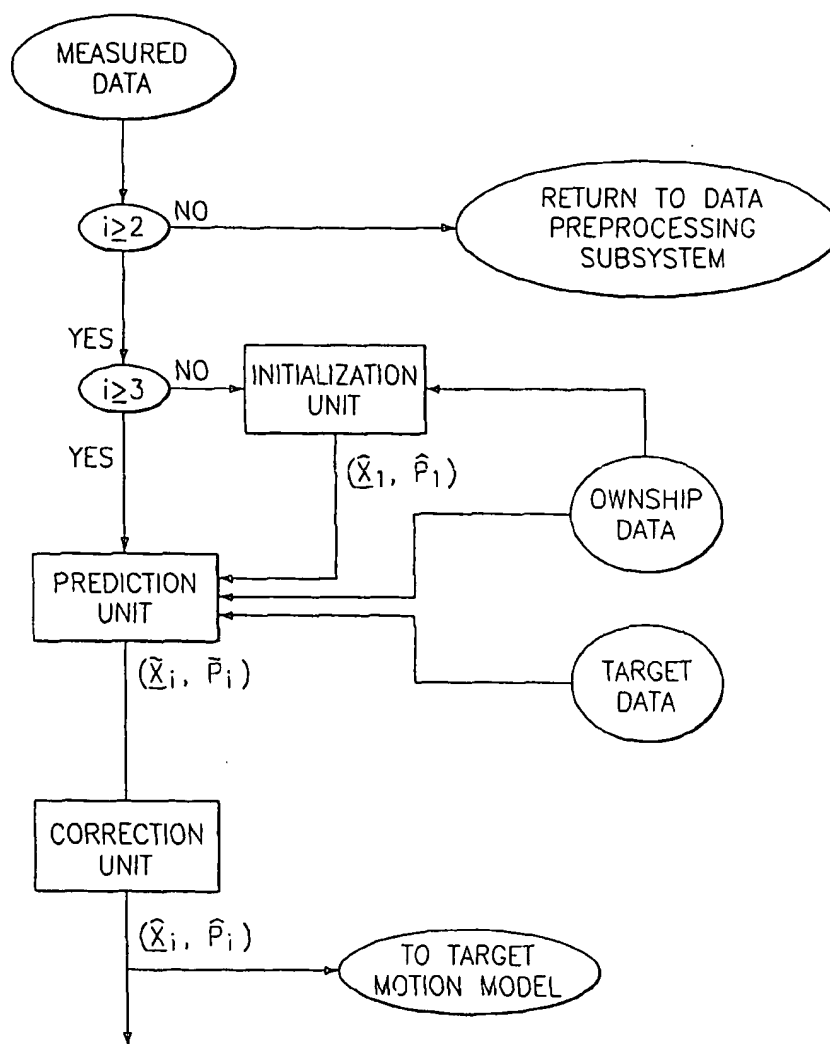 MEASURED
DATA
i≥2
NO
RETURN TO DATA
PREPROCESSING
SUBSYSTEM
YES
i≥3
NO
INITIALIZATION
UNIT
YES
(X̂₁, P̂₁)
OWNSHIP
DATA
PREDICTION
UNIT
(X̃ᵢ, P̃ᵢ)
TARGET
DATA
CORRECTION
UNIT
(X̂ᵢ, P̂ᵢ)
TO TARGET
MOTION MODEL